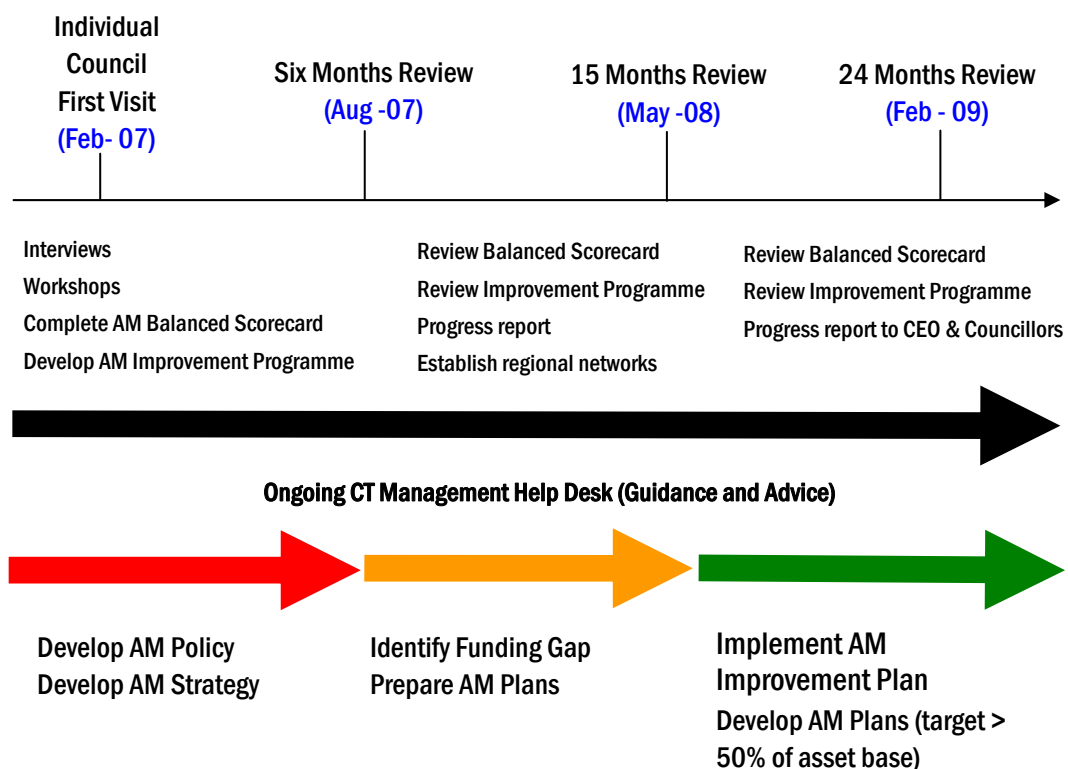 Individual
Council
First Visit
(Feb- 07)
Six Months Review
(Aug -07)
15 Months Review
(May -08)
24 Months Review
(Feb - 09)
Interviews
Workshops
Complete AM Balanced Scorecard
Develop AM Improvement Programme
Review Balanced Scorecard
Review Improvement Programme
Progress report
Establish regional networks
Review Balanced Scorecard
Review Improvement Programme
Progress report to CEO & Councillors
Ongoing CT Management Help Desk (Guidance and Advice)
Develop AM Policy
Develop AM Strategy
Identify Funding Gap
Prepare AM Plans
Implement AM
Improvement Plan
Develop AM Plans (target >
50% of asset base)